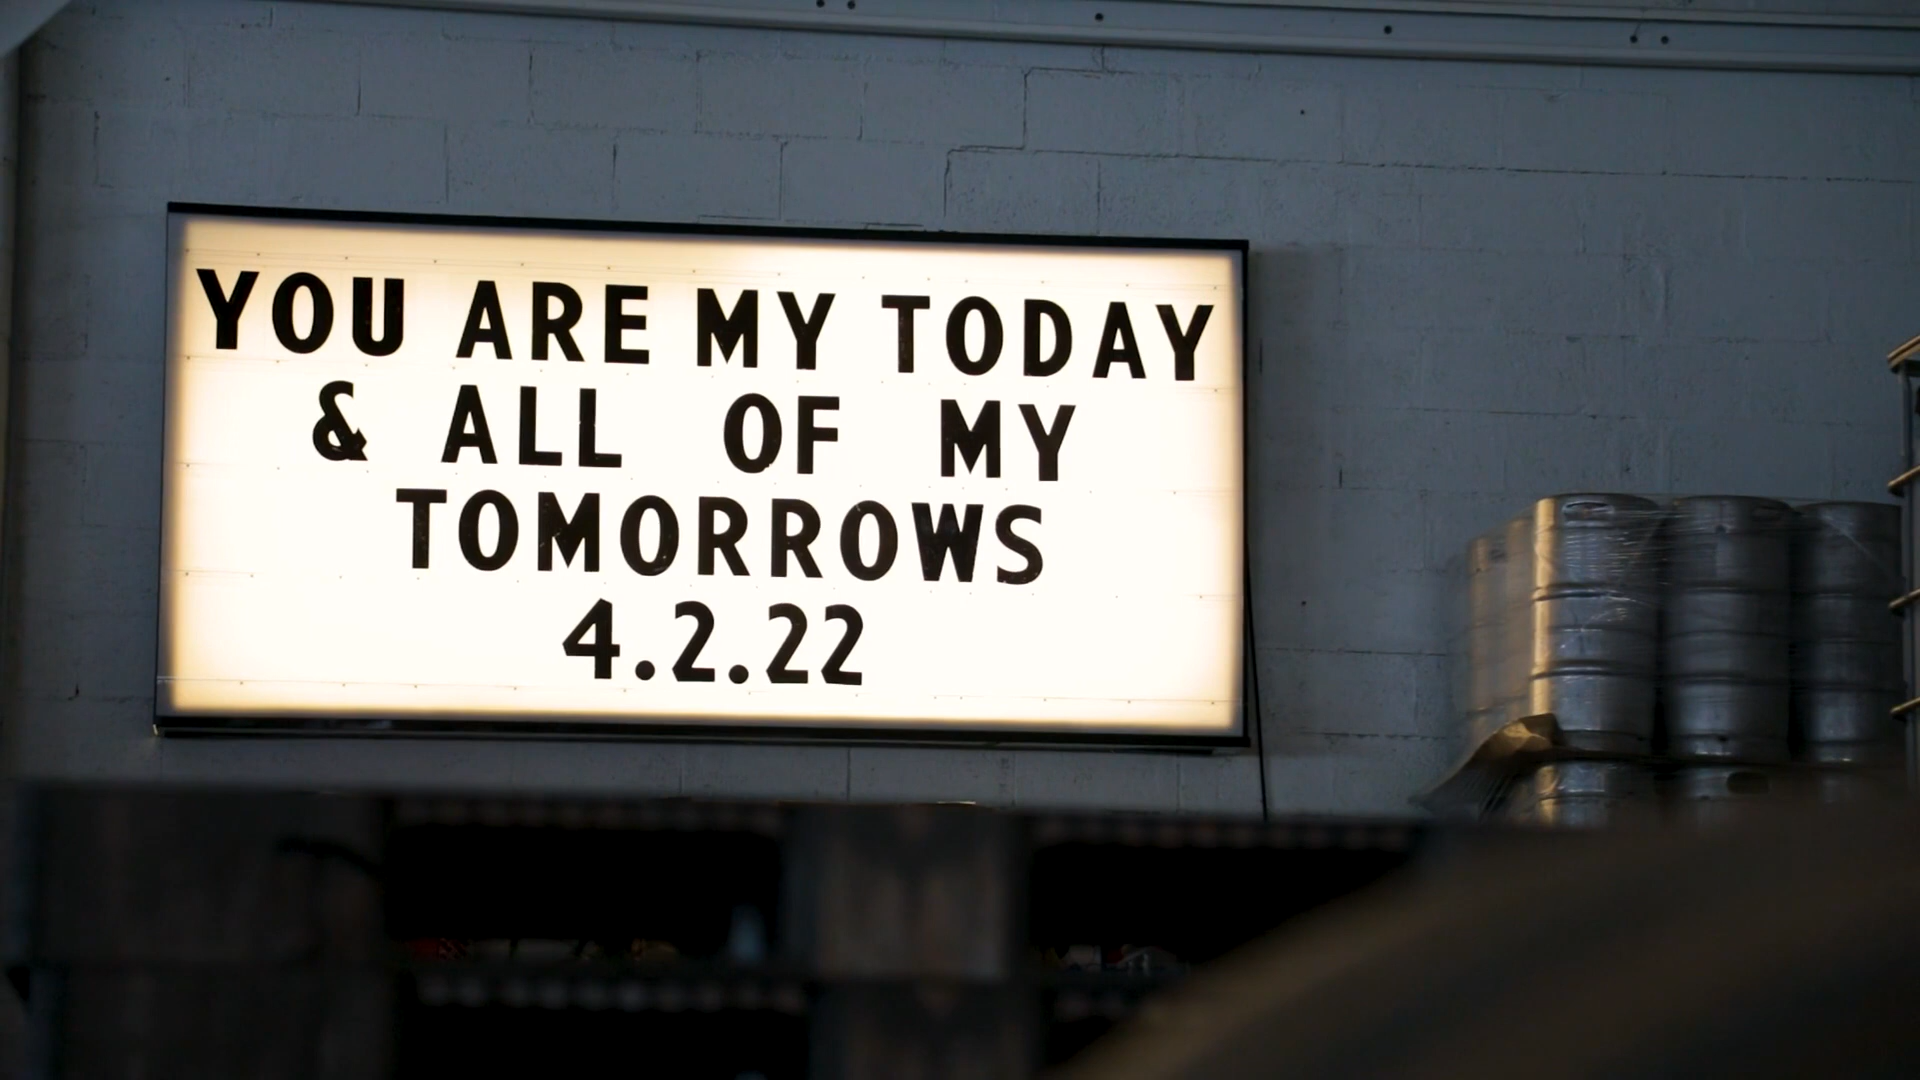 YOU ARE MY TODAY
& ALL OF MY
TOMORROWS
4.2.22